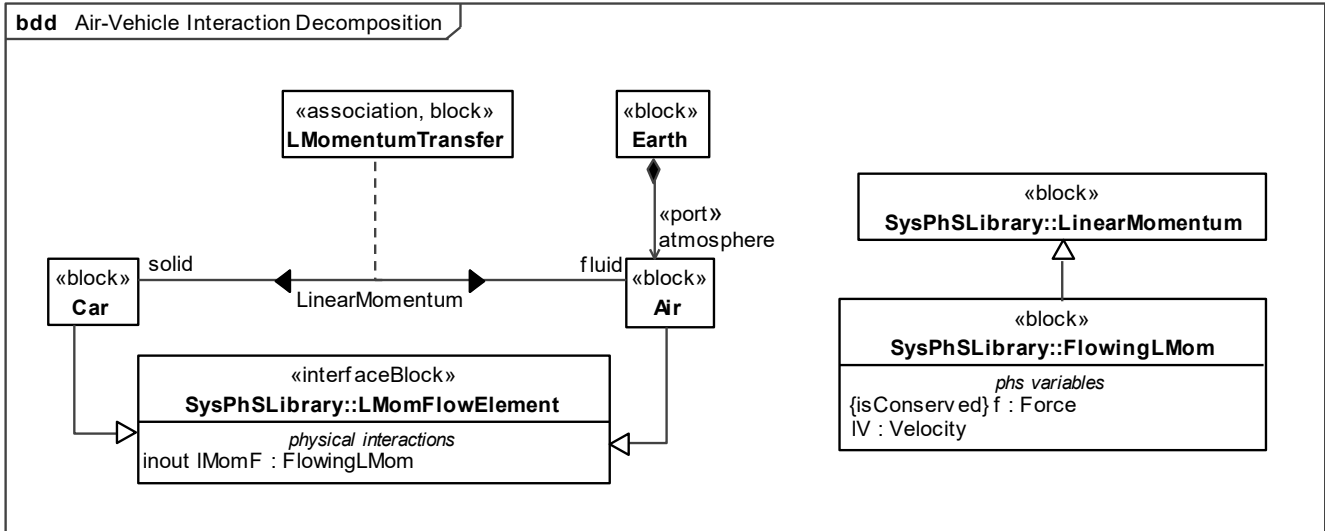 bdd Air-Vehicle Interaction Decomposition
«association, block»
LMomentumTransfer
«block»
Earth
«port»
atmosphere
«block»
Car
solid
LinearMomentum
fluid
«block»
Air
«interfaceBlock»
SysPhSLibrary::LMomFlowElement
physical interactions
inout lMomF : FlowingLMom
«block»
SysPhSLibrary::LinearMomentum
«block»
SysPhSLibrary::FlowingLMom
phs variables
{isConserved} f : Force
lV : Velocity